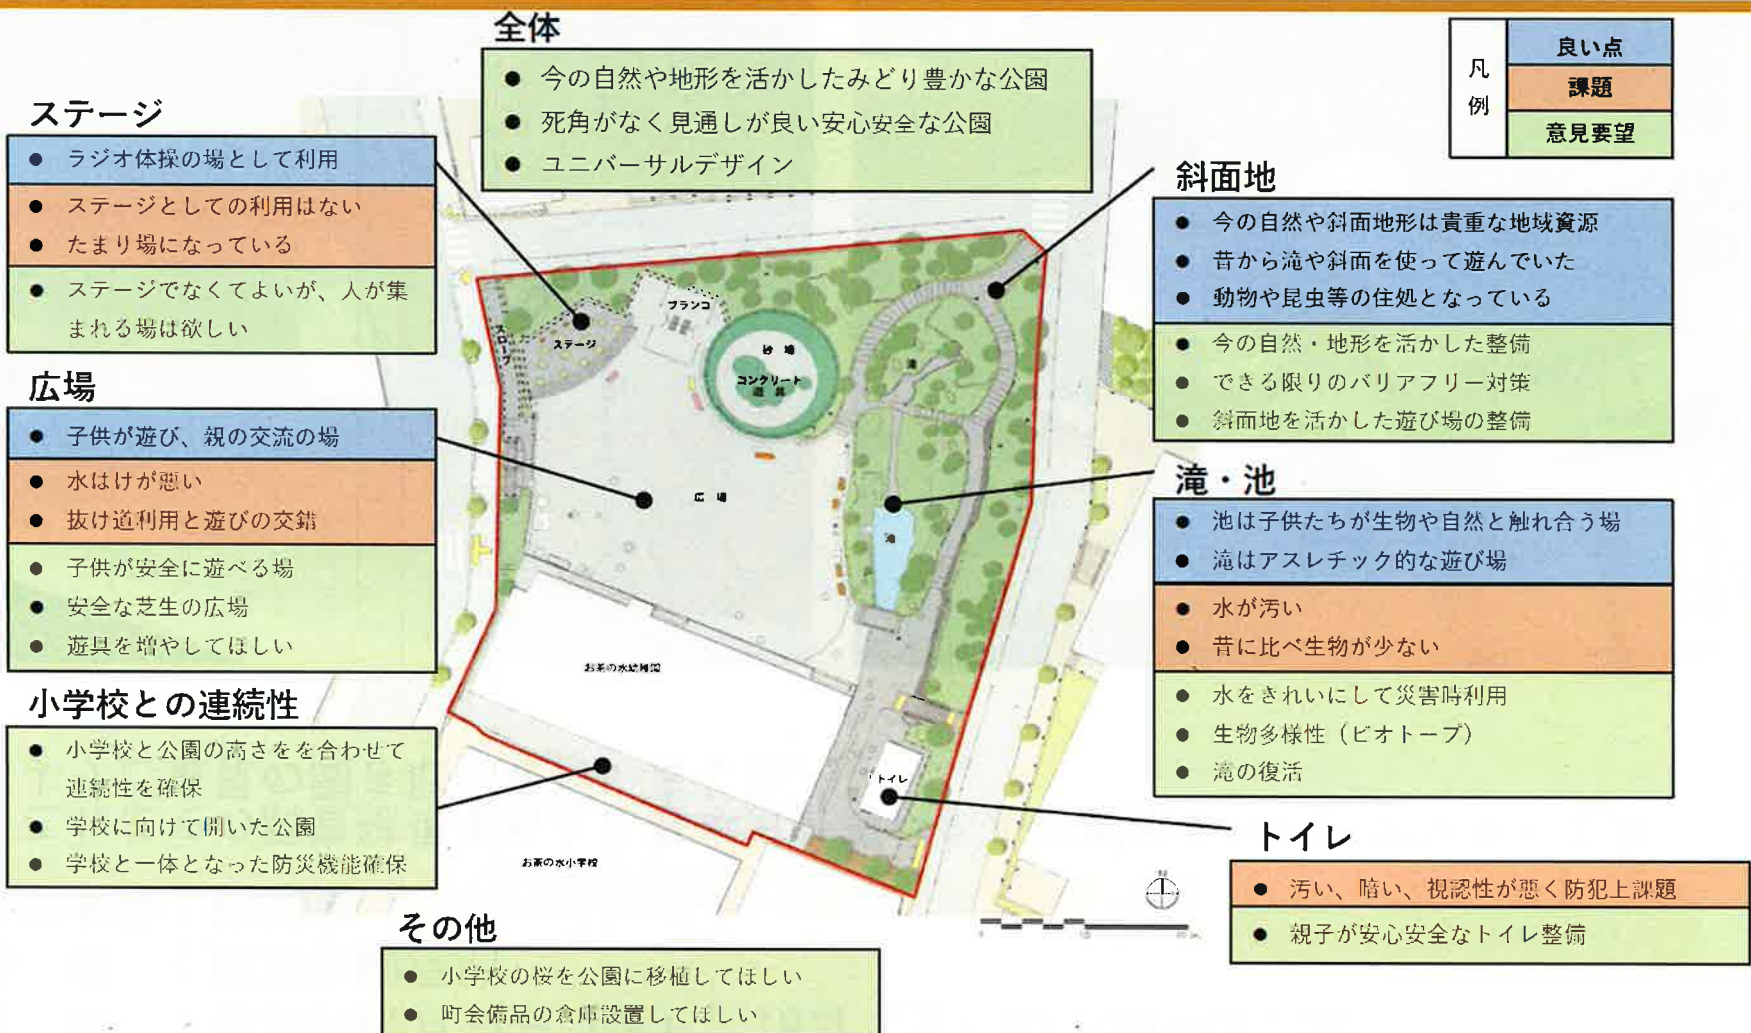 全体
● 今の自然や地形を活かしたみどり豊かな公園
● 死角がなく見通しが良い安心安全な公園
● ユニバーサルデザイン
凡例
良い点
課題
意見要望
ステージ
● ラジオ体操の場として利用
● ステージとしての利用はない
● たまり場になっている
● ステージでなくてよいが、人が集
まれる場は欲しい
広場
● 子供が遊び、親の交流の場
● 水はけが悪い
● 抜け道利用と遊びの交錯
● 子供が安全に遊べる場
● 安全な芝生の広場
● 遊具を増やしてほしい
小学校との連続性
● 小学校と公園の高さをを合わせて
連続性を確保
● 学校に向けて開いた公園
● 学校と一体となった防災機能確保
斜面地
● 今の自然や斜面地形は貴重な地域資源
● 昔から滝や斜面を使って遊んでいた
● 動物や昆虫等の住処となっている
● 今の自然・地形を活かした整備
● できる限りのバリアフリー対策
● 斜面地を活かした遊び場の整備
滝・池
● 池は子供たちが生物や自然と触れ合う場
● 滝はアスレチック的な遊び場
● 水が汚い
● 昔に比べ生物が少ない
● 水をきれいにして災害時利用
● 生物多様性（ビオトープ）
● 滝の復活
トイレ
● 汚い、暗い、視認性が悪く防犯上課題
● 親子が安心安全なトイレ整備
その他
● 小学校の桜を公園に移植してほしい
● 町会備品の倉庫設置してほしい
スロープ
ステージ
ブランコ
砂場
コンクリート
遊具
滝
広場
池
お茶の水幼稚園
トイレ
お茶の水小学校